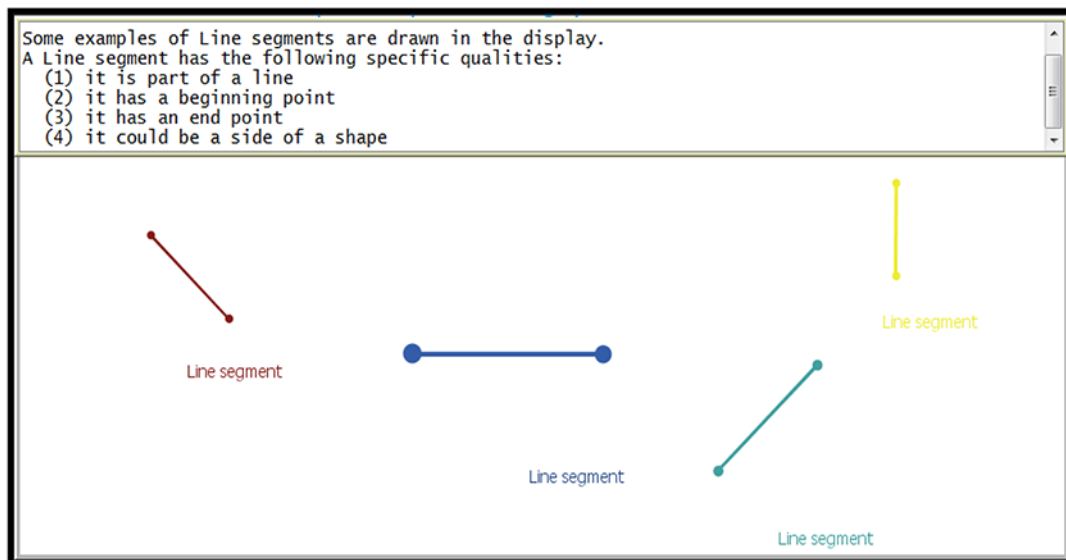 Some examples of Line segments are drawn in the display.
A Line segment has the following specific qualities:
(1) it is part of a line
(2) it has a beginning point
(3) it has an end point
(4) it could be a side of a shape
Line segment
Line segment
Line segment
Line segment